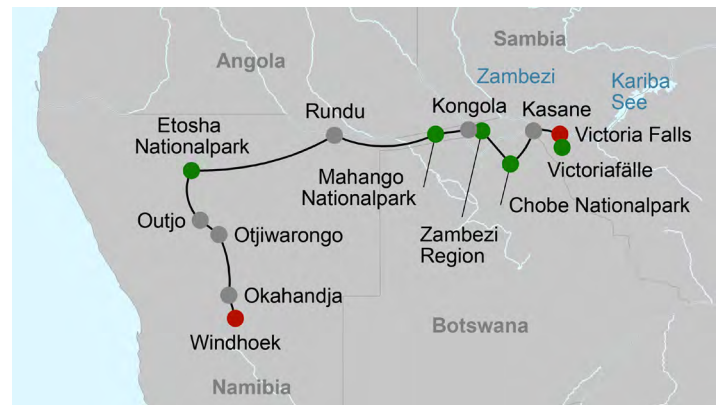 Sambia
Angola
Zambezi
Kariba
See
Etosha
Nationalpark
Rundu
Kongola
Kasane
Victoria Falls
Victoriafälle
Mahango
Nationalpark
Chobe Nationalpark
Outjo
Otjiwarongo
Zambezi
Region
Okahandja
Windhoek
Botswana
Namibia